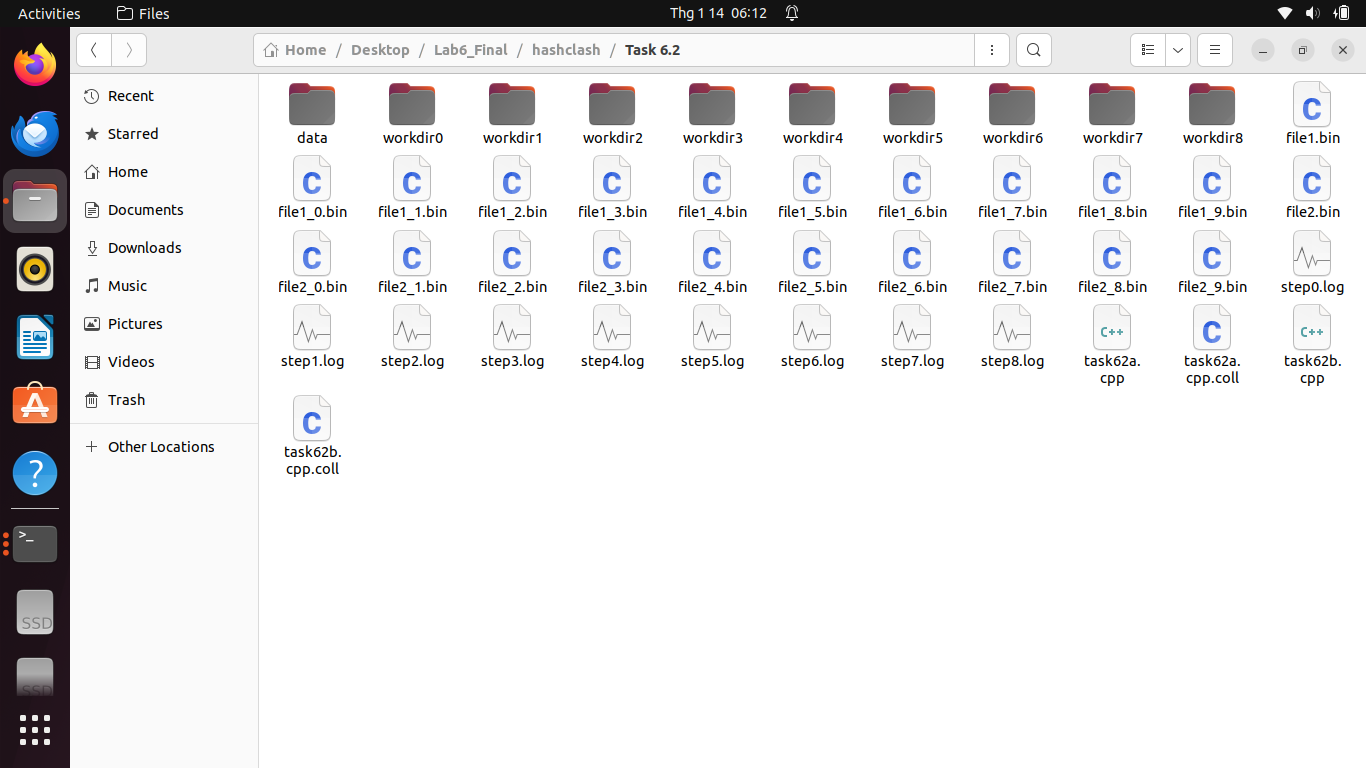 Activities Files Thg 1 14 06:12
Home / Desktop / Lab6_Final / hashclash / Task 6.2
Recent
Starred
Home
Documents
Downloads
Music
Pictures
Videos
Trash
Other Locations
data workdir0 workdir1 workdir2 workdir3 workdir4 workdir5 workdir6 workdir7 workdir8 file1.bin
file1_0.bin file1_1.bin file1_2.bin file1_3.bin file1_4.bin file1_5.bin file1_6.bin file1_7.bin file1_8.bin file1_9.bin file2.bin
file2_0.bin file2_1.bin file2_2.bin file2_3.bin file2_4.bin file2_5.bin file2_6.bin file2_7.bin file2_8.bin file2_9.bin step0.log
step1.log step2.log step3.log step4.log step5.log step6.log step7.log step8.log task62a. task62a. task62b.
cpp cpp.coll cpp
task62b.
cpp.coll
SSD
SSD